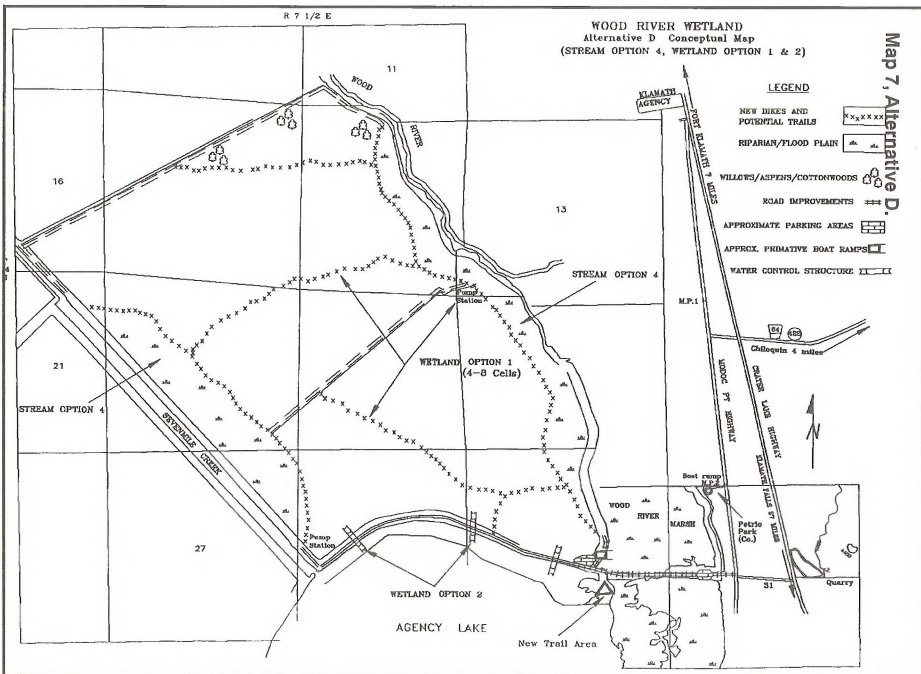 R 7 1/2 E
WOOD RIVER WETLAND
Alternative D Conceptual Map
(STREAM OPTION 4, WETLAND OPTION 1 & 2)
Map 7, Alternative D.
LEGEND
NEW DIKES AND
POTENTIAL TRAILS
RIPARIAN/FLOOD PLAIN
WILLOWS/ASPENS/COTTONWOODS
ROAD IMPROVEMENTS
APPROXIMATE PARKING AREAS
APPROX. PRIMATIVE BOAT RAMPS
WATER CONTROL STRUCTURE
11
WOOD
RIVER
KLAMATH
AGENCY
FORT KLAMATH 7 MILES
16
13
STREAM OPTION 4
Pump
Station
M.P.1
Chiloquin 4 miles
21
WETLAND OPTION 1
(4-8 Cells)
STREAM OPTION 4
SEVENMILE CREEK
MODOC PT HIGHWAY
CRATER LAKE HIGHWAY
KLAMATH FALLS 27 MILES
N
Boat ramp
M.P.2
WOOD
RIVER
MARSH
Petric
Park
(Co.)
27
Pump
Station
S1
Quarry
WETLAND OPTION 2
AGENCY LAKE
New Trail Area